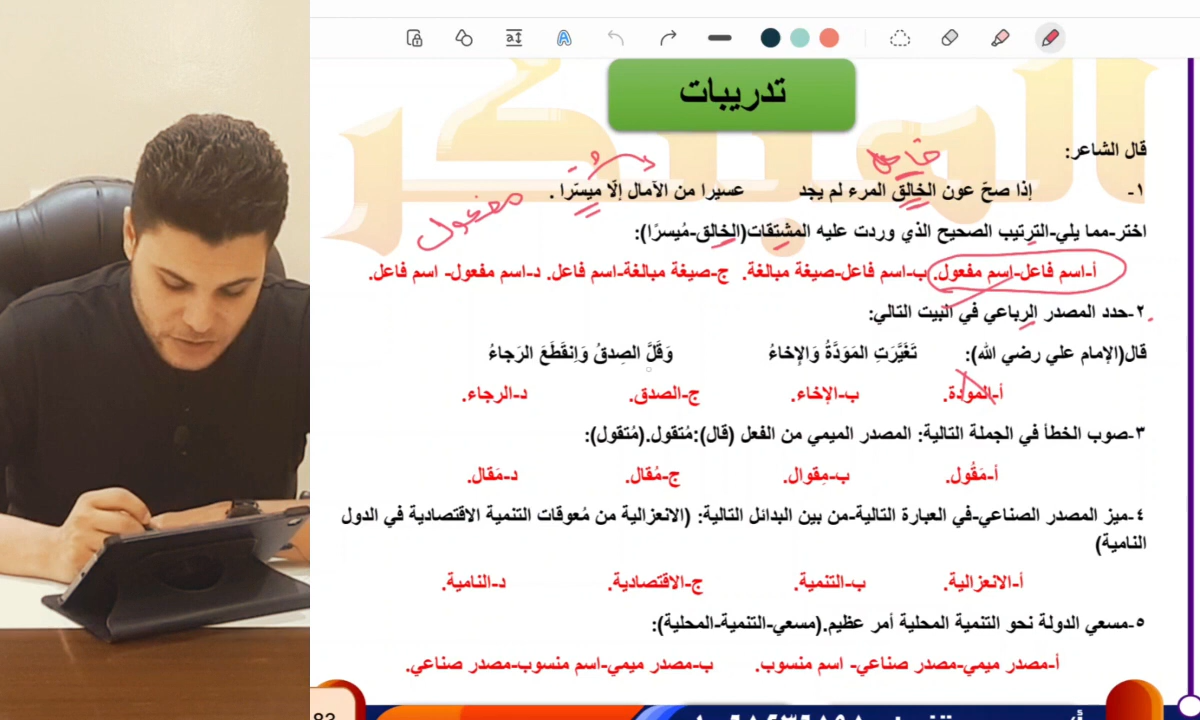 تدريبات
قال الشاعر:
فاعل
١- إذا صحّ عون الخالق المرء لم يجد عسيرا من الآمال إلّا ميُسّرا .
مفعول
اختر-مما يلي-الترتيب الصحيح الذي وردت عليه المشتقات(الخالق-مُيسرًا):
أ-اسم فاعل-اسم مفعول. ب-اسم فاعل-صيغة مبالغة. ج-صيغة مبالغة-اسم فاعل. د-اسم مفعول- اسم فاعل.
٢-حدد المصدر الرباعي في البيت التالي:
قال(الإمام علي رضي الله): تَغَيَّرَتِ المَوَدَّةُ وَالإِخاءُ وَقَلَّ الصِدقُ وَاِنقَطَعَ الرَجاءُ
أ-المودة. ب-الإخاء. ج-الصدق. د-الرجاء.
٣-صوب الخطأ في الجملة التالية: المصدر الميمي من الفعل (قال):مُتقول.(مُتقول):
أ-مَقُول. ب-مِقوال. ج-مُقال. د-مَقال.
٤-ميز المصدر الصناعي-في العبارة التالية-من بين البدائل التالية: (الانعزالية من مُعوقات التنمية الاقتصادية في الدول
النامية)
أ-الانعزالية. ب-التنمية. ج-الاقتصادية. د-النامية.
٥-مسعي الدولة نحو التنمية المحلية أمر عظيم.(مسعي-التنمية-المحلية):
أ-مصدر ميمي-مصدر صناعي- اسم منسوب. ب-مصدر ميمي-اسم منسوب-مصدر صناعي.
83